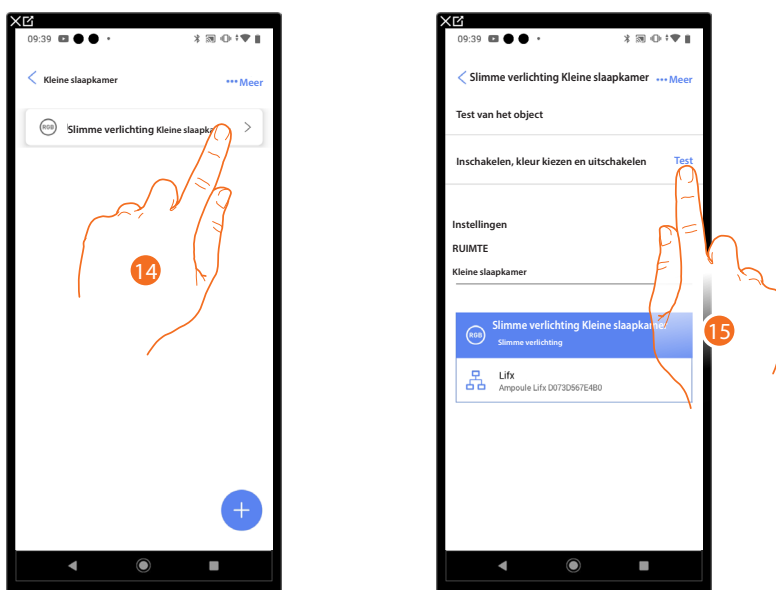 09:39
Kleine slaapkamer
••• Meer
RGB
Slimme verlichting Kleine
14
09:39
Slimme verlichting Kleine slaapkamer
••• Meer
Test van het object
Inschakelen, kleur kiezen en uitschakelen
Test
Instellingen
RUIMTE
Kleine slaapkamer
RGB
Slimme verlichting Kleine slaapkamer
Slimme verlichting
15
Lifx
Ampoule Lifx D073D567E4B0